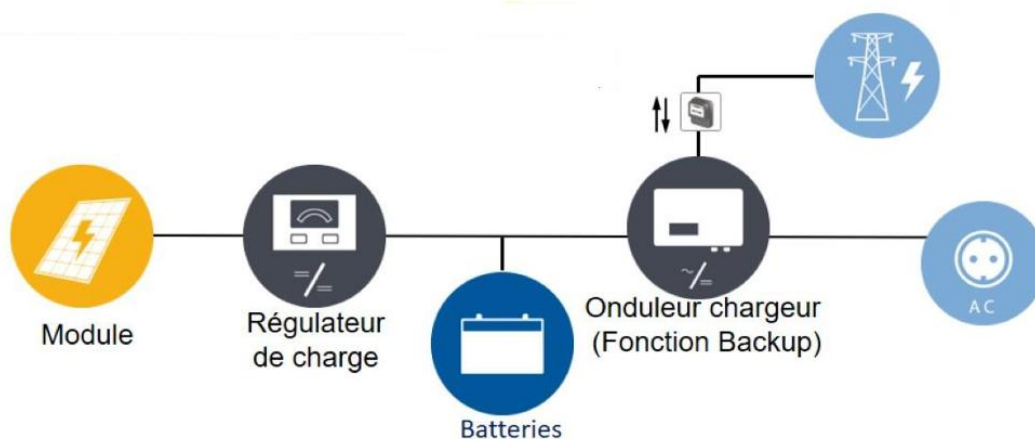 Module
Régulateur
de charge
Batteries
Onduleur chargeur
(Fonction Backup)
AC